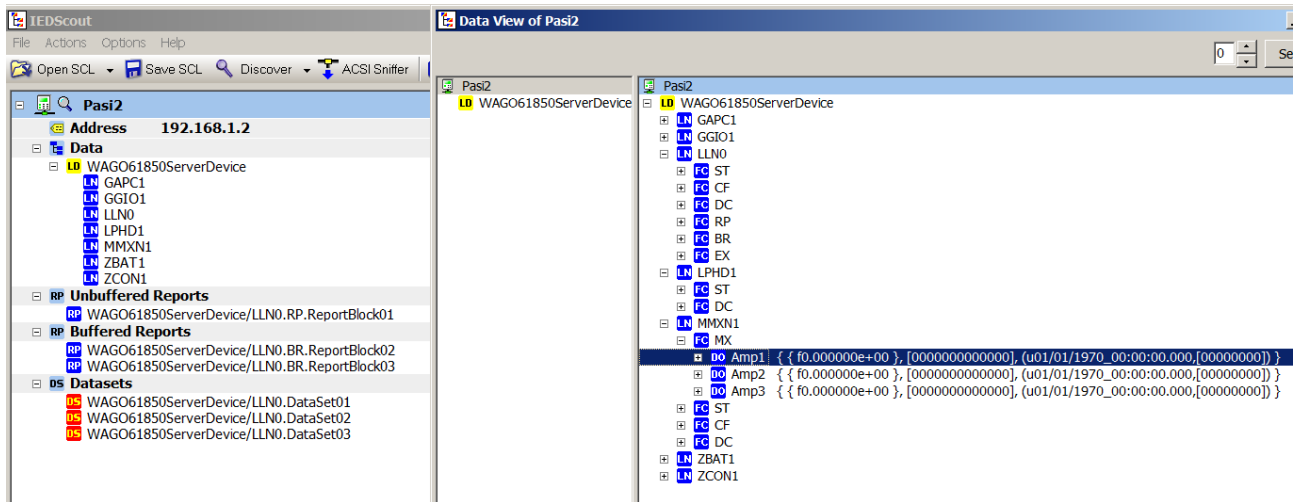 IEDScout
File Actions Options Help
Open SCL Save SCL Discover ACSI Sniffer
Pasi2
Address 192.168.1.2
Data
LD WAGO61850ServerDevice
LN GAPC1
LN GGIO1
LN LLN0
LN LPHD1
LN MMXN1
LN ZBAT1
LN ZCON1
RP Unbuffered Reports
RP WAGO61850ServerDevice/LLN0.RP.ReportBlock01
RP Buffered Reports
RP WAGO61850ServerDevice/LLN0.BR.ReportBlock02
RP WAGO61850ServerDevice/LLN0.BR.ReportBlock03
DS Datasets
DS WAGO61850ServerDevice/LLN0.DataSet01
DS WAGO61850ServerDevice/LLN0.DataSet02
DS WAGO61850ServerDevice/LLN0.DataSet03
Data View of Pasi2
0 Se
Pasi2
LD WAGO61850ServerDevice
Pasi2
LD WAGO61850ServerDevice
LN GAPC1
LN GGIO1
LN LLN0
FC ST
FC CF
FC DC
FC RP
FC BR
FC EX
LN LPHD1
FC ST
FC DC
LN MMXN1
FC MX
DO Amp1 { { f0.000000e+00 }, [0000000000000], (u01/01/1970_00:00:00.000,[00000000]) }
DO Amp2 { { f0.000000e+00 }, [0000000000000], (u01/01/1970_00:00:00.000,[00000000]) }
DO Amp3 { { f0.000000e+00 }, [0000000000000], (u01/01/1970_00:00:00.000,[00000000]) }
FC ST
FC CF
FC DC
LN ZBAT1
LN ZCON1